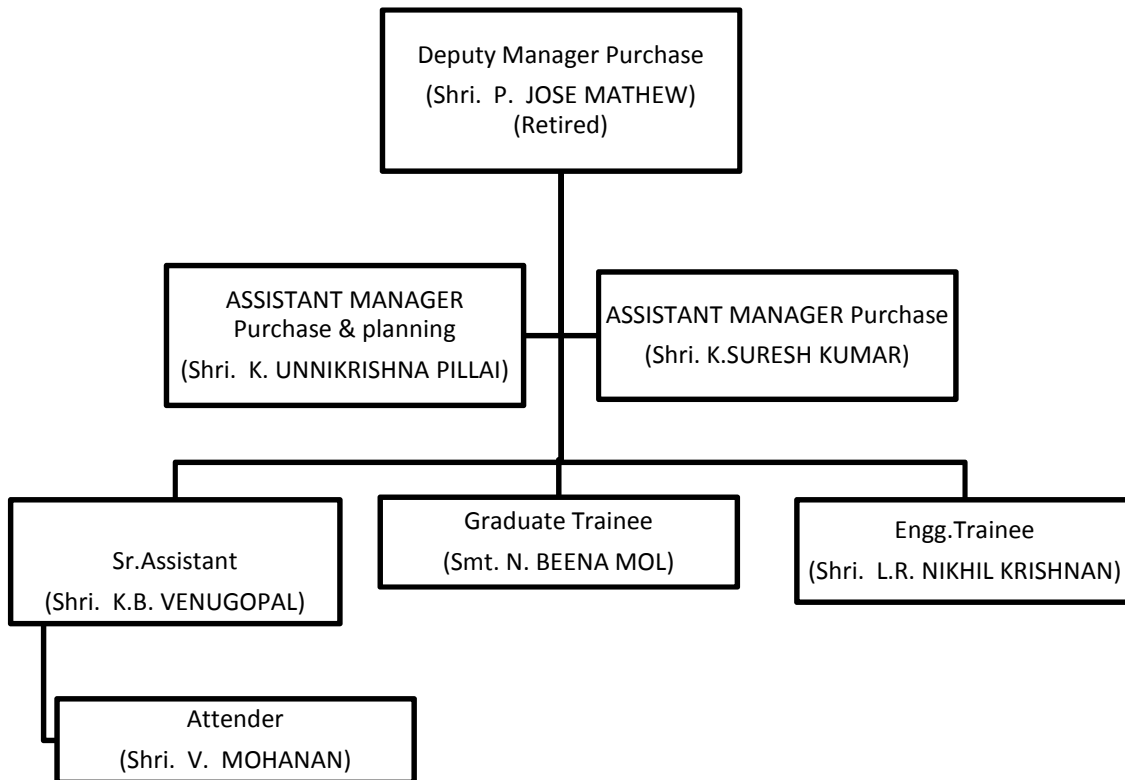 Deputy Manager Purchase
(Shri. P. JOSE MATHEW)
(Retired)
ASSISTANT MANAGER
Purchase & planning
(Shri. K. UNNIKRISHNA PILLAI)
ASSISTANT MANAGER Purchase
(Shri. K.SURESH KUMAR)
Sr.Assistant
(Shri. K.B. VENUGOPAL)
Graduate Trainee
(Smt. N. BEENA MOL)
Engg.Trainee
(Shri. L.R. NIKHIL KRISHNAN)
Attender
(Shri. V. MOHANAN)